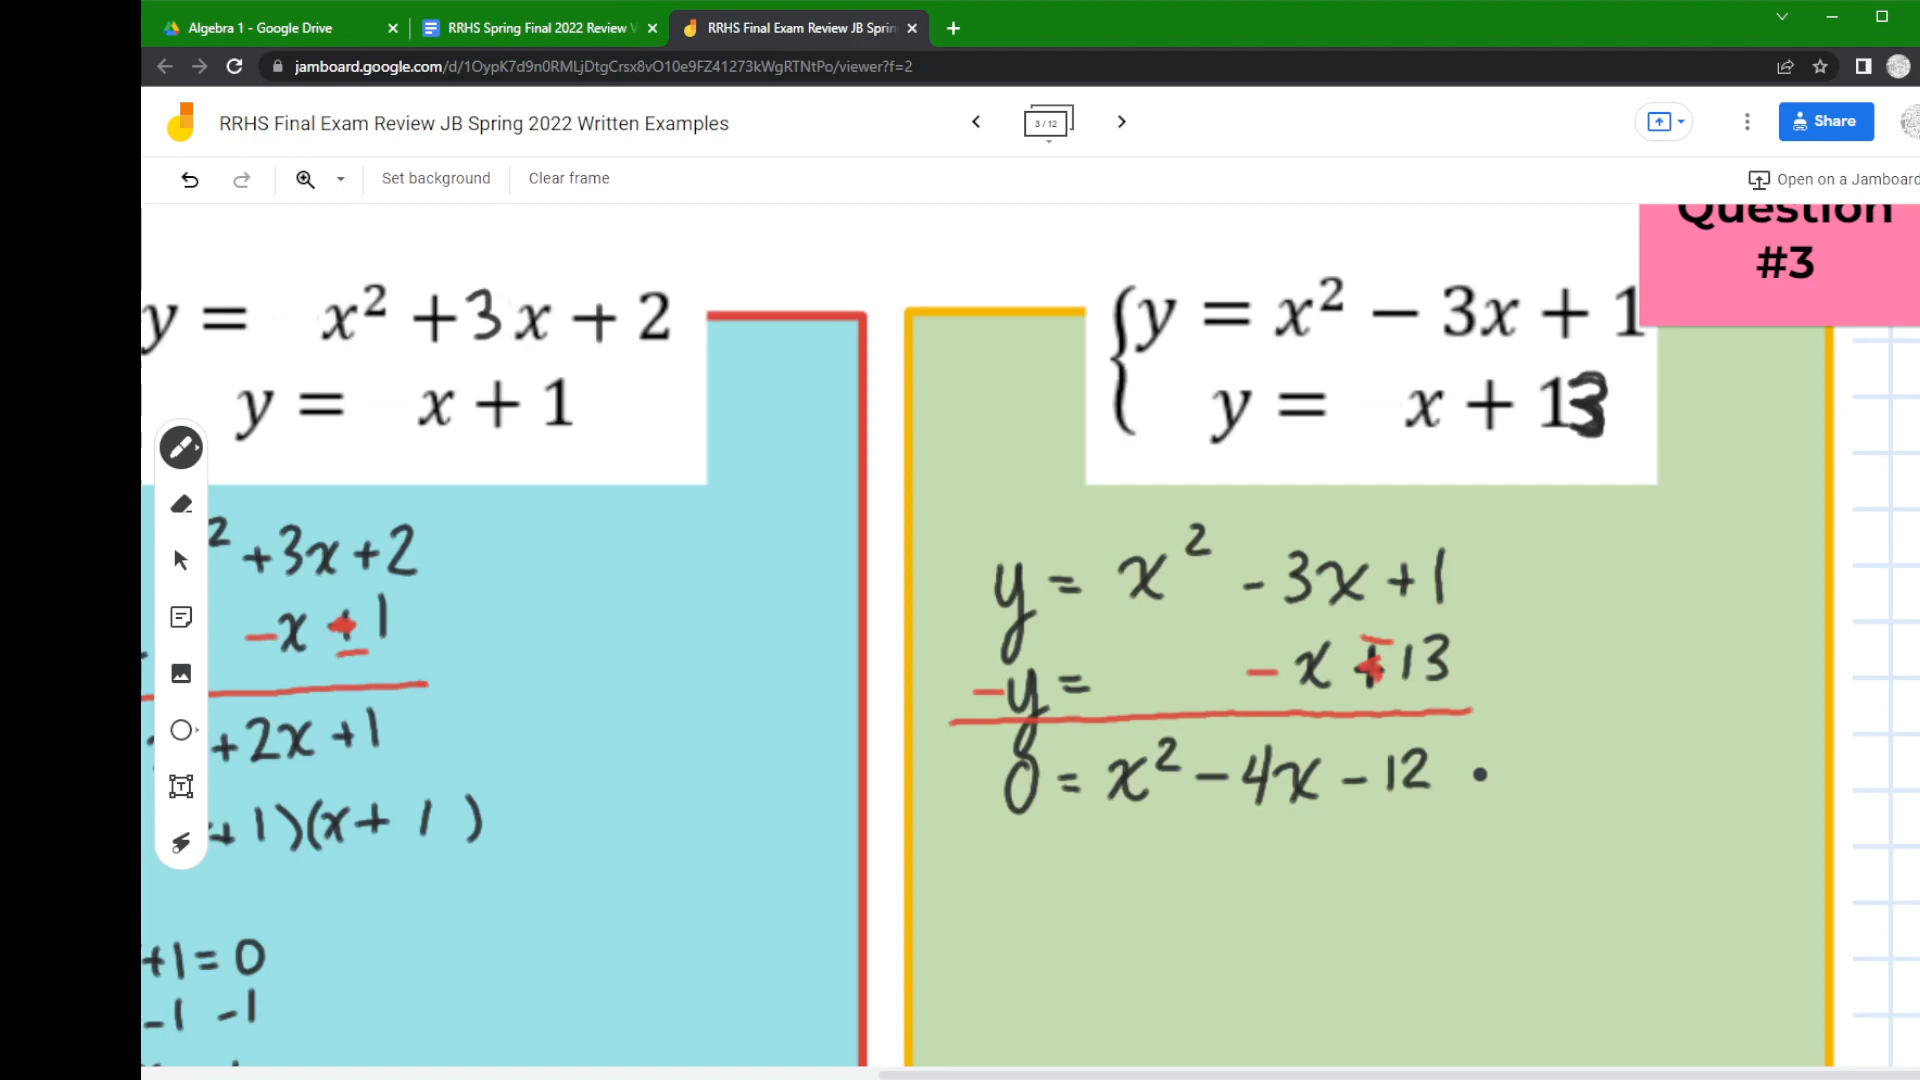 Algebra 1 - Google Drive
RRHS Spring Final 2022 Review
RRHS Final Exam Review JB Sprin
jamboard.google.com/d/1OypK7d9n0RMLjDtgCrsx8vO10e9FZ41273kWgRTNtPo/viewer?f=2
RRHS Final Exam Review JB Spring 2022 Written Examples
3 / 12
Share
Set background
Clear frame
Open on a Jamboard
Question
#3
y = x² + 3x + 2
y = x + 1
² + 3x + 2
- x + 1
+ 2x + 1
+ 1)(x + 1)
+1 = 0
-1 -1
{y = x² − 3x + 1
y = x + 13
y = x² - 3x + 1
- y = - x + 13
0 = x² - 4x - 12